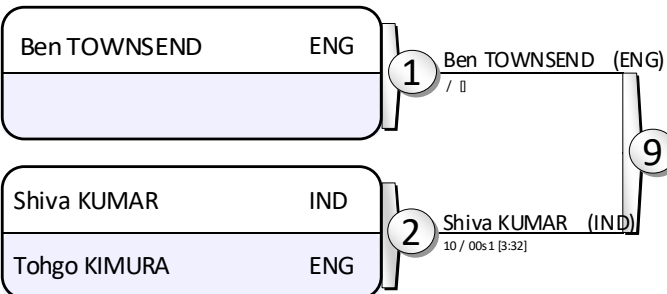 Ben TOWNSEND ENG
1
Ben TOWNSEND (ENG)
/ []
9
Shiva KUMAR IND
Tohgo KIMURA ENG
2
Shiva KUMAR (IND)
10 / 00s1 [3:32]